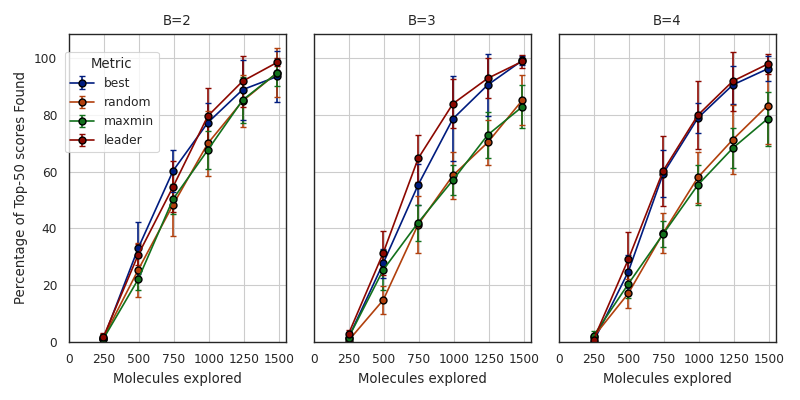 B=2
B=3
B=4
Percentage of Top-50 scores Found
100
80
60
40
20
0
Metric
best
random
maxmin
leader
0 250 500 750 1000 1250 1500
0 250 500 750 1000 1250 1500
0 250 500 750 1000 1250 1500
Molecules explored
Molecules explored
Molecules explored